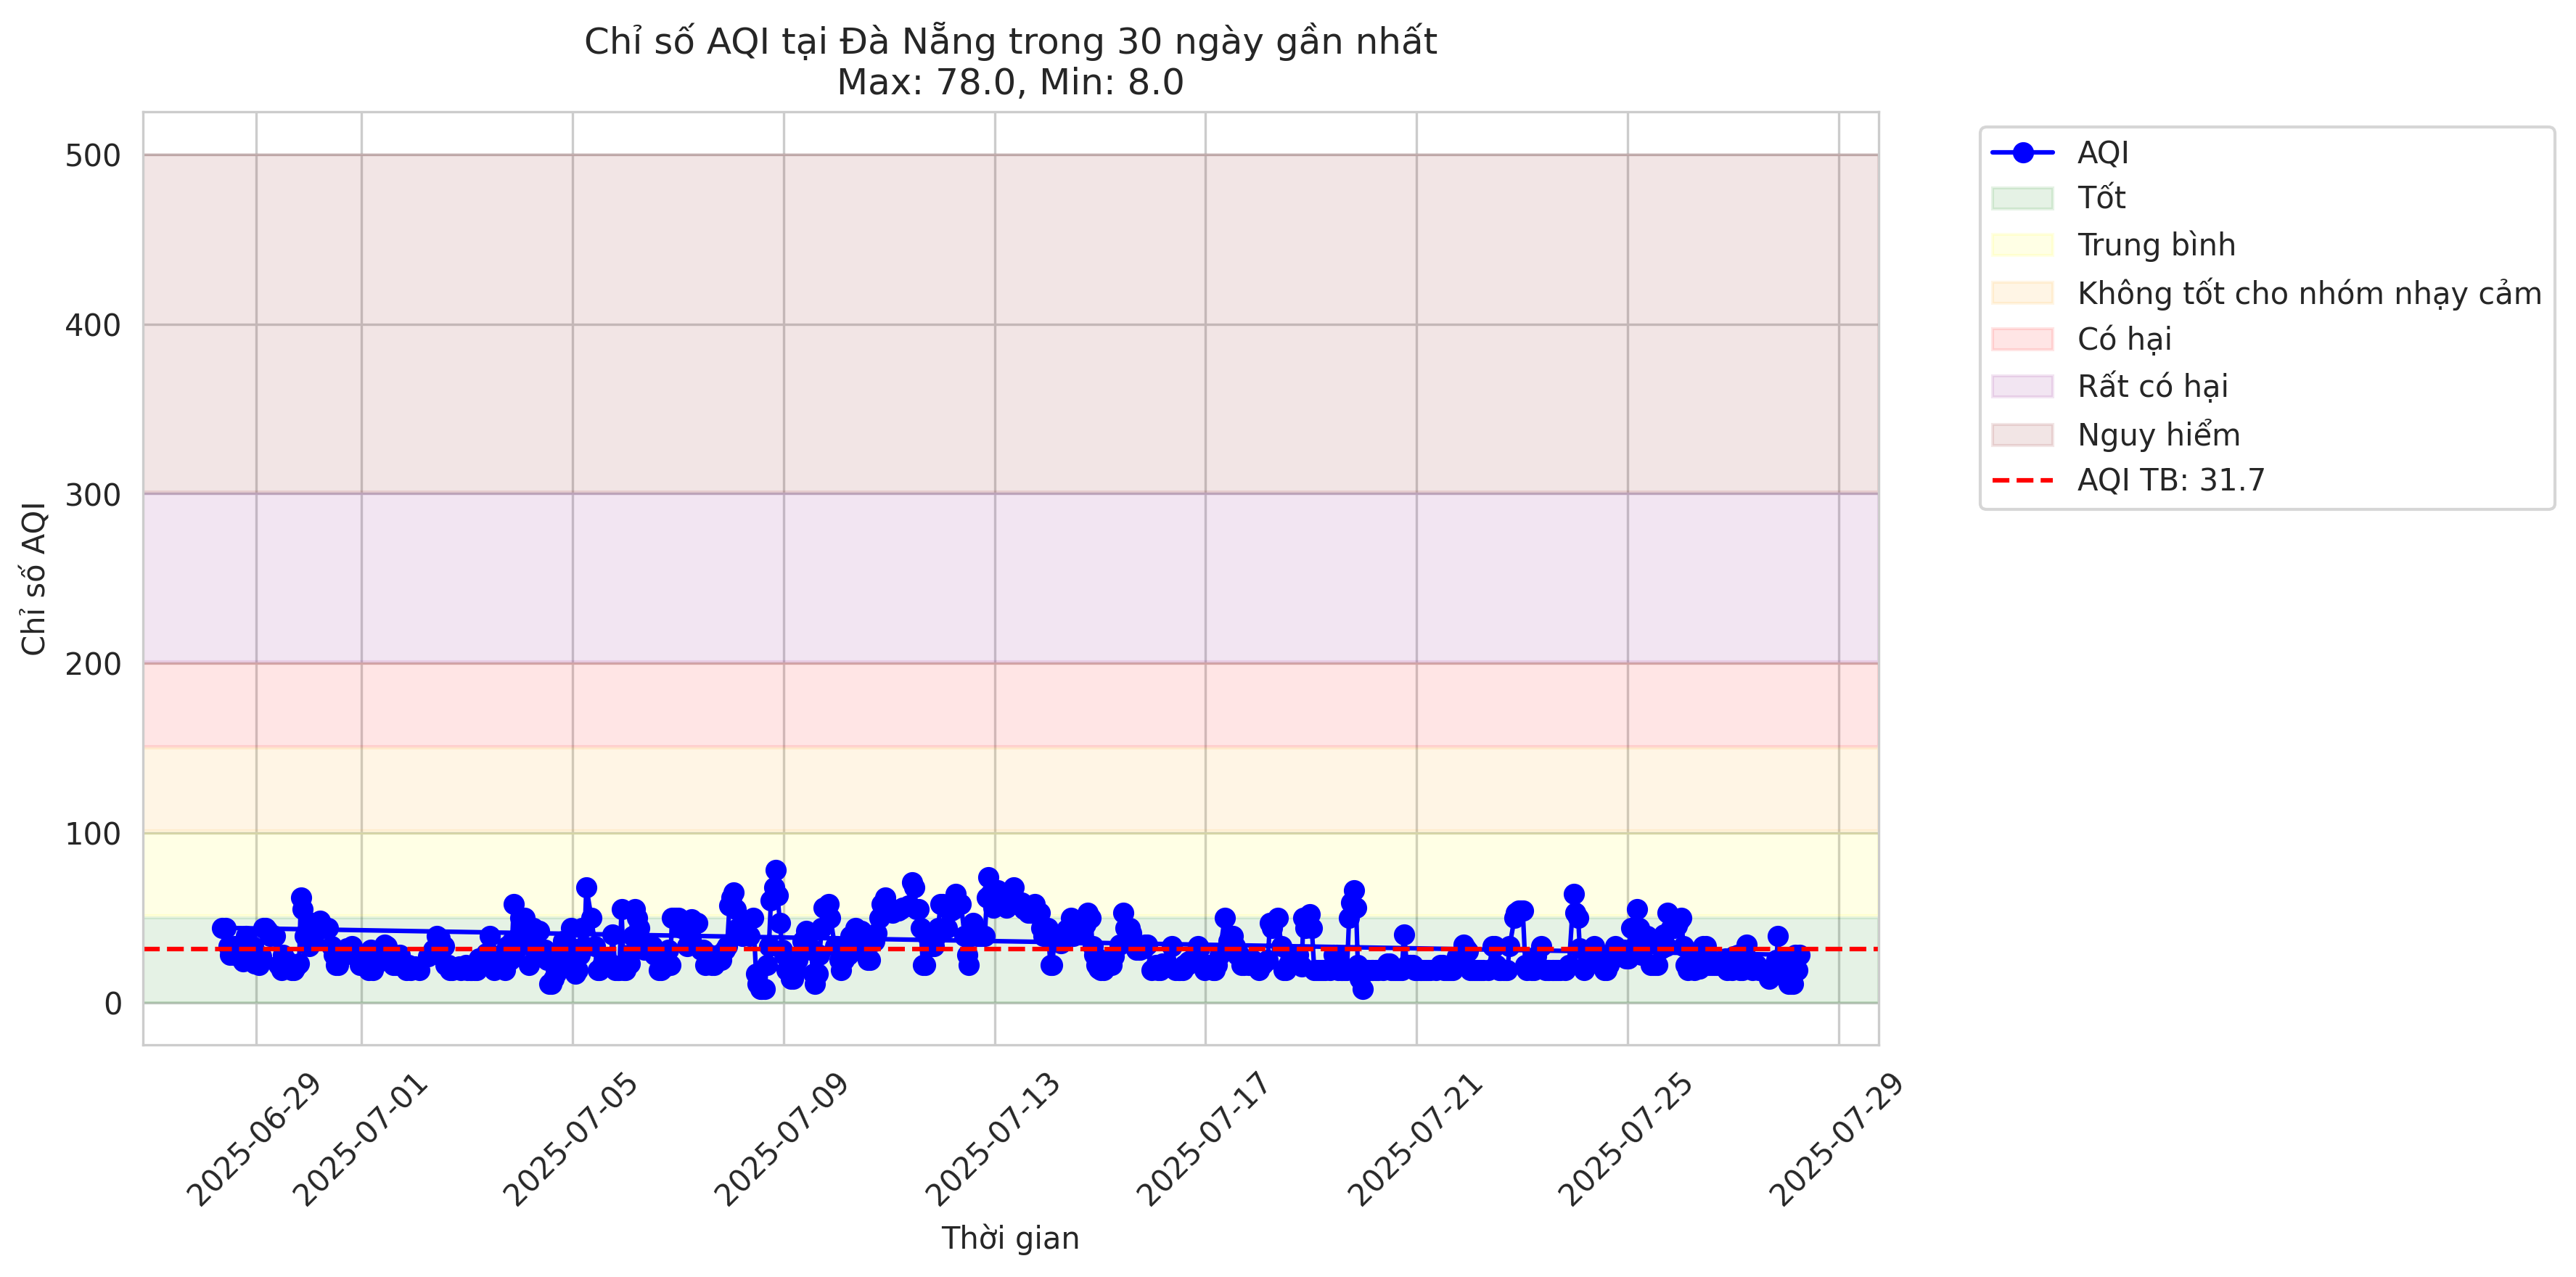 Chỉ số AQI tại Đà Nẵng trong 30 ngày gần nhất
Max: 78.0, Min: 8.0
Chỉ số AQI
500
400
300
200
100
0
2025-06-29
2025-07-01
2025-07-05
2025-07-09
2025-07-13
2025-07-17
2025-07-21
2025-07-25
2025-07-29
Thời gian
AQI
Tốt
Trung bình
Không tốt cho nhóm nhạy cảm
Có hại
Rất có hại
Nguy hiểm
AQI TB: 31.7